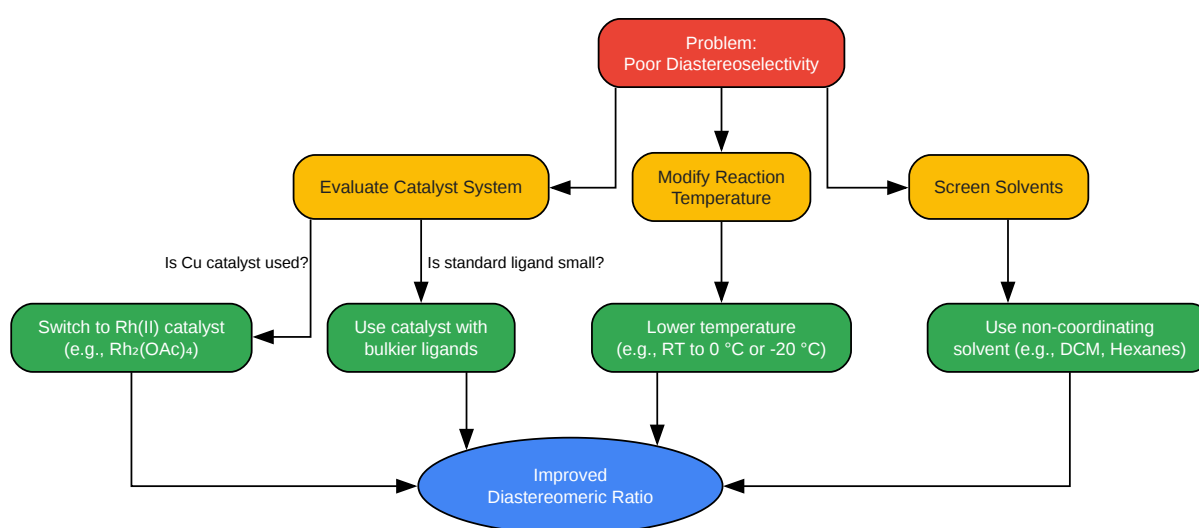 Problem:
Poor Diastereoselectivity
Evaluate Catalyst System
Modify Reaction
Temperature
Screen Solvents
Is Cu catalyst used?
Is standard ligand small?
Switch to Rh(II) catalyst
(e.g., Rh₂(OAc)₄)
Use catalyst with
bulkier ligands
Lower temperature
(e.g., RT to 0 °C or -20 °C)
Use non-coordinating
solvent (e.g., DCM, Hexanes)
Improved
Diastereomeric Ratio